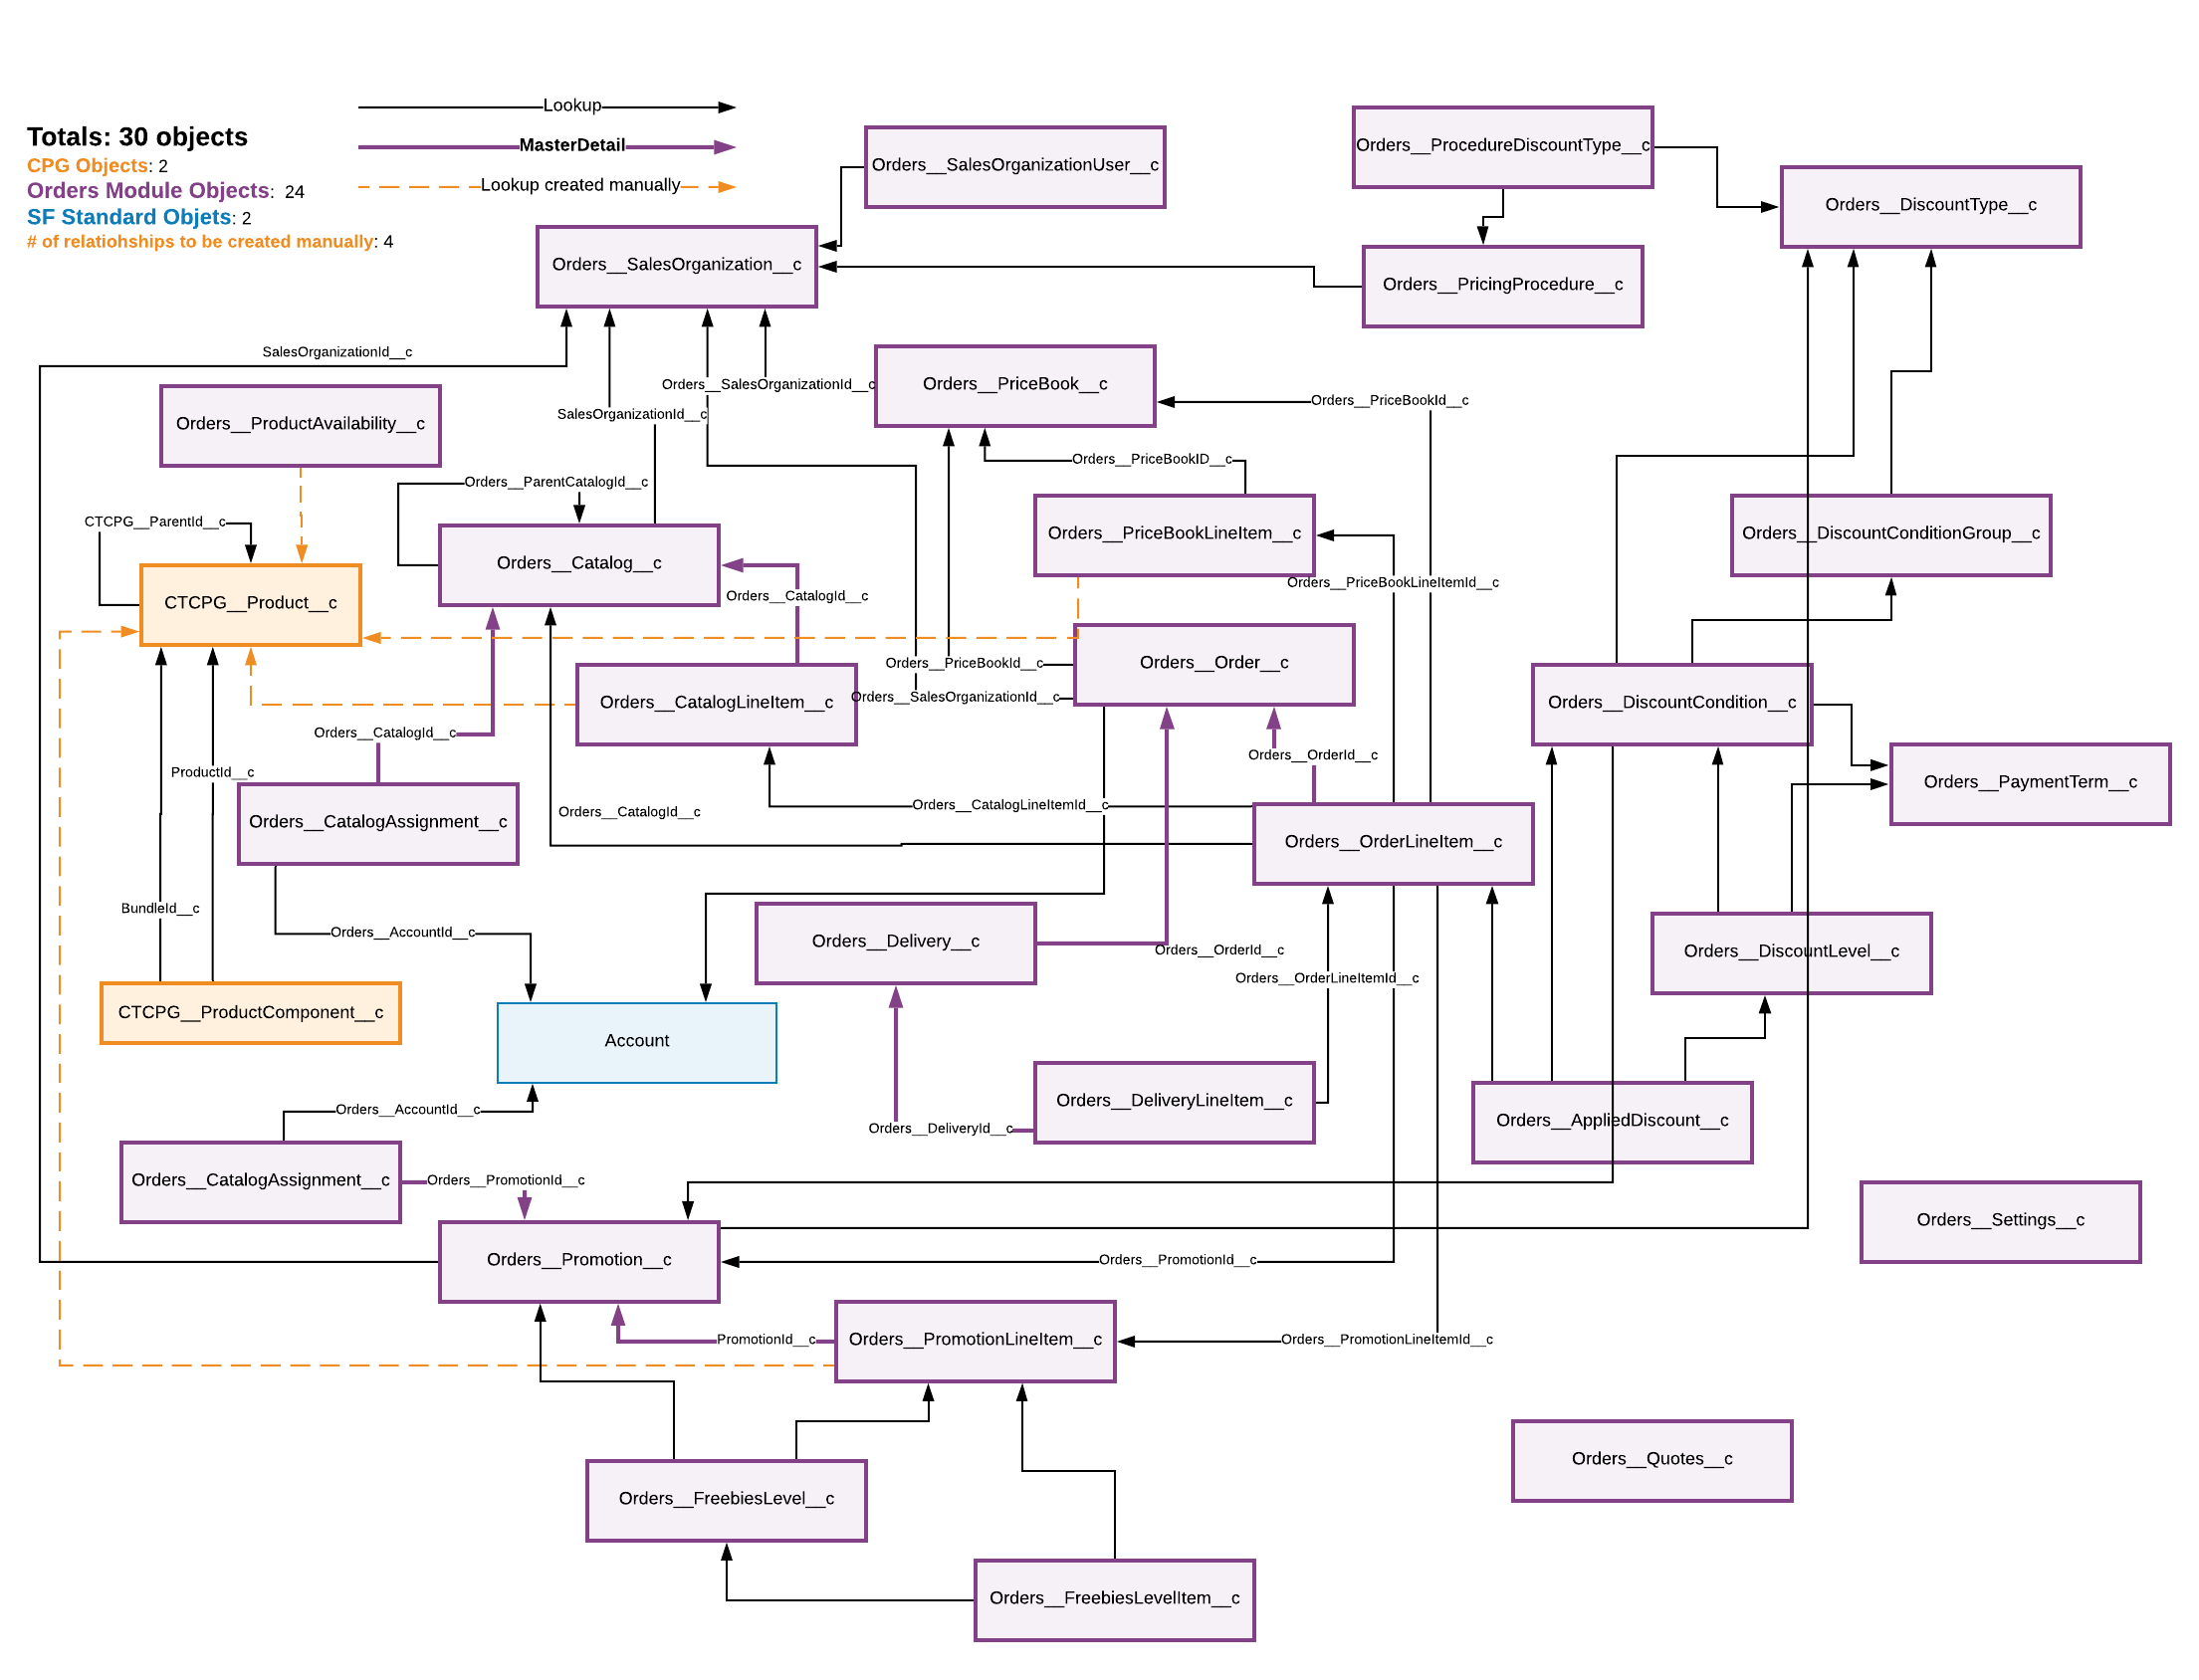 Lookup
MasterDetail
Lookup created manually
Totals: 30 objects
CPG Objects: 2
Orders Module Objects: 24
SF Standard Objets: 2
# of relatiohships to be created manually: 4
Orders__SalesOrganizationUser__c
Orders__ProcedureDiscountType__c
Orders__DiscountType__c
Orders__SalesOrganization__c
Orders__PricingProcedure__c
SalesOrganizationId__c
Orders__SalesOrganizationId__c
Orders__PriceBook__c
Orders__PriceBookId__c
SalesOrganizationId__c
Orders__ProductAvailability__c
Orders__PriceBookID__c
Orders__ParentCatalogId__c
CTCPG__ParentId__c
Orders__PriceBookLineItem__c
Orders__DiscountConditionGroup__c
Orders__Catalog__c
Orders__PriceBookLineItemId__c
Orders__CatalogId__c
CTCPG__Product__c
Orders__PriceBookId__c
Orders__Order__c
Orders__SalesOrganizationId__c
Orders__CatalogLineItem__c
Orders__DiscountCondition__c
Orders__CatalogId__c
Orders__OrderId__c
ProductId__c
Orders__PaymentTerm__c
Orders__CatalogLineItemId__c
Orders__CatalogId__c
Orders__CatalogAssignment__c
Orders__OrderLineItem__c
BundleId__c
Orders__AccountId__c
Orders__Delivery__c
Orders__OrderId__c
Orders__DiscountLevel__c
Orders__OrderLineItemId__c
CTCPG__ProductComponent__c
Account
Orders__DeliveryLineItem__c
Orders__AccountId__c
Orders__DeliveryId__c
Orders__AppliedDiscount__c
Orders__CatalogAssignment__c
Orders__PromotionId__c
Orders__Settings__c
Orders__Promotion__c
Orders__PromotionId__c
PromotionId__c
Orders__PromotionLineItem__c
Orders__PromotionLineItemId__c
Orders__Quotes__c
Orders__FreebiesLevel__c
Orders__FreebiesLevelItem__c